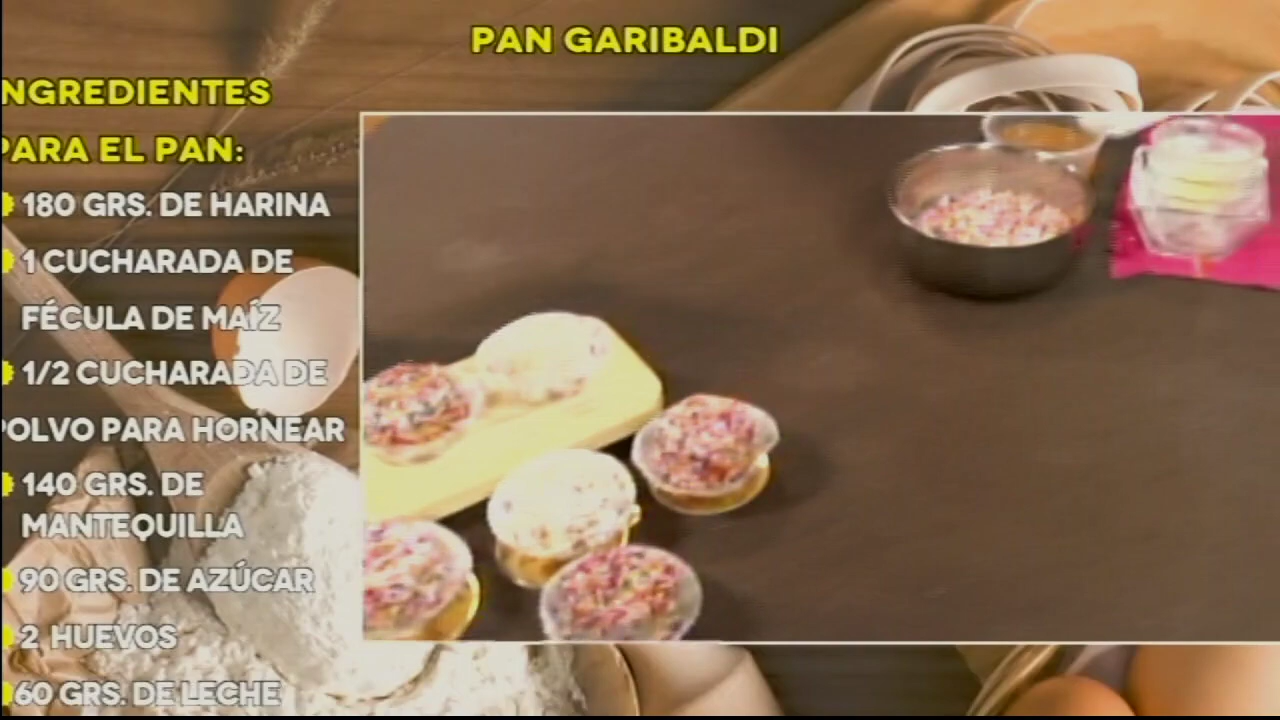 PAN GARIBALDI
NGREDIENTES
PARA EL PAN:
180 GRS. DE HARINA
1 CUCHARADA DE
FÉCULA DE MAÍZ
1/2 CUCHARADA DE
POLVO PARA HORNEAR
140 GRS. DE
MANTEQUILLA
90 GRS. DE AZÚCAR
2 HUEVOS
60 GRS. DE LECHE